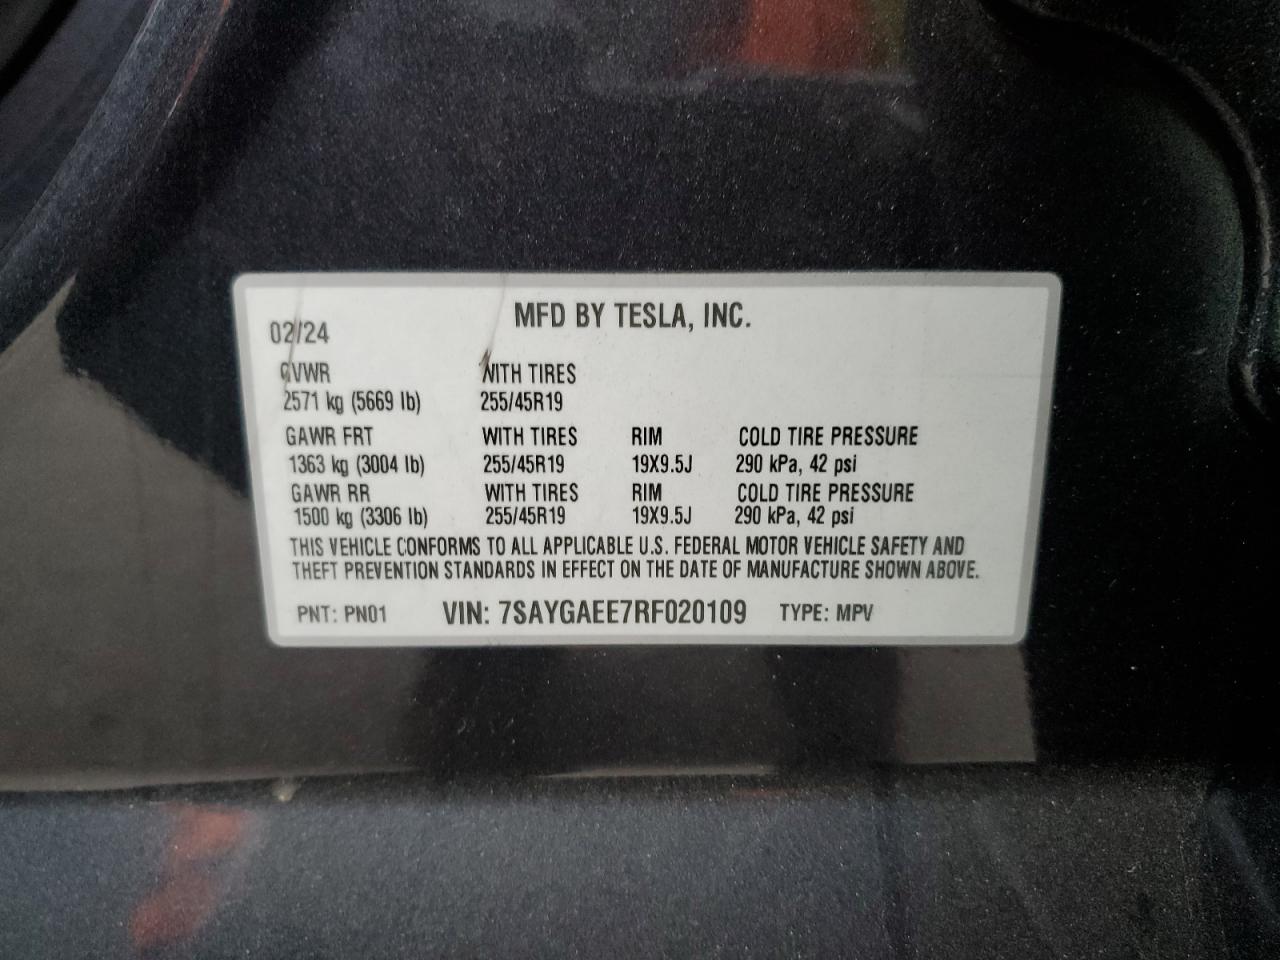 MFD BY TESLA, INC.
02/24
GVWR WITH TIRES
2571 kg (5669 lb) 255/45R19
GAWR FRT WITH TIRES RIM COLD TIRE PRESSURE
1363 kg (3004 lb) 255/45R19 19X9.5J 290 kPa, 42 psi
GAWR RR WITH TIRES RIM COLD TIRE PRESSURE
1500 kg (3306 lb) 255/45R19 19X9.5J 290 kPa, 42 psi
THIS VEHICLE CONFORMS TO ALL APPLICABLE U.S. FEDERAL MOTOR VEHICLE SAFETY AND
THEFT PREVENTION STANDARDS IN EFFECT ON THE DATE OF MANUFACTURE SHOWN ABOVE.
PNT: PN01 VIN: 7SAYGAEE7RF020109 TYPE: MPV